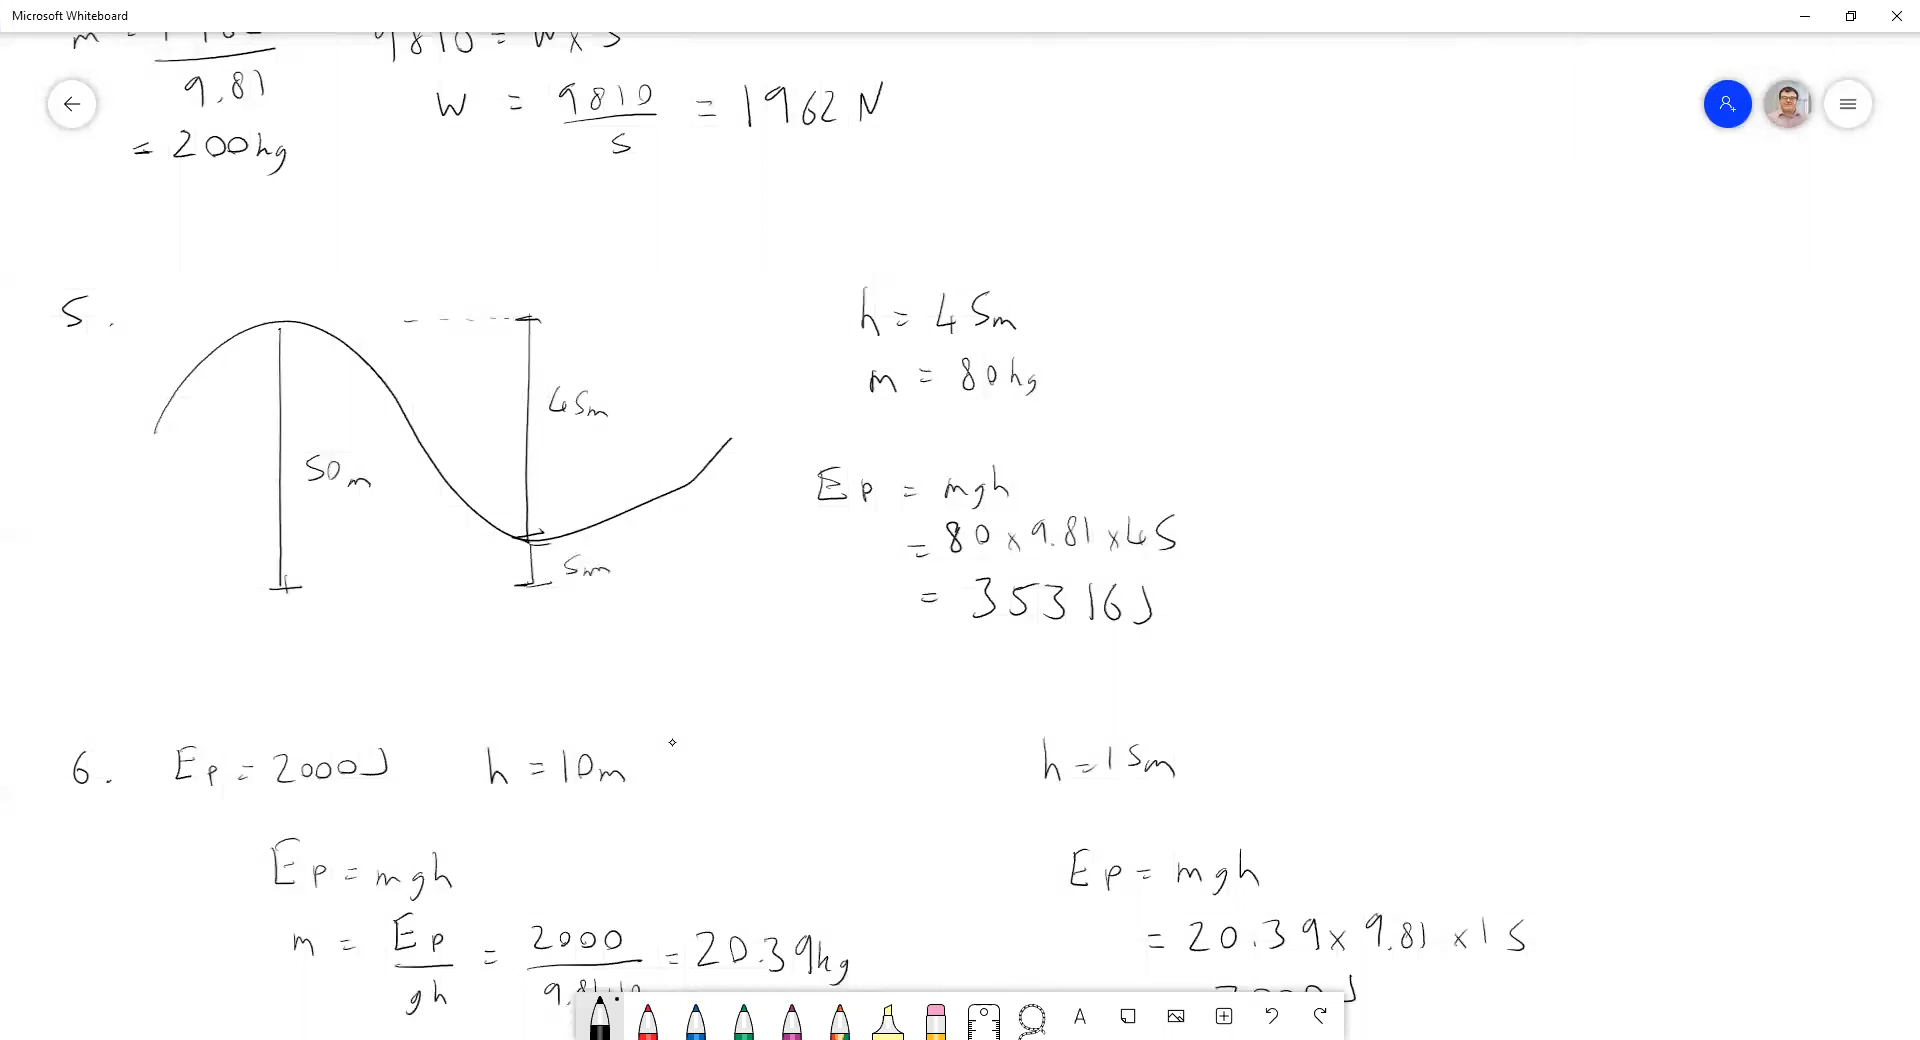 Microsoft Whiteboard
m =
9.81
= 200kg
9810 = W x 5
W = 9810 = 1962 N
5
5.
50m
45m
5m
h = 45m
m = 80kg
Ep = mgh
= 80 x 9.81 x 45
= 35316J
6. Ep = 2000J h = 10m
Ep = mgh
m = Ep = 2000 = 20.39kg
gh
h = 15m
Ep = mgh
= 20.39 x 9.81 x 15
A